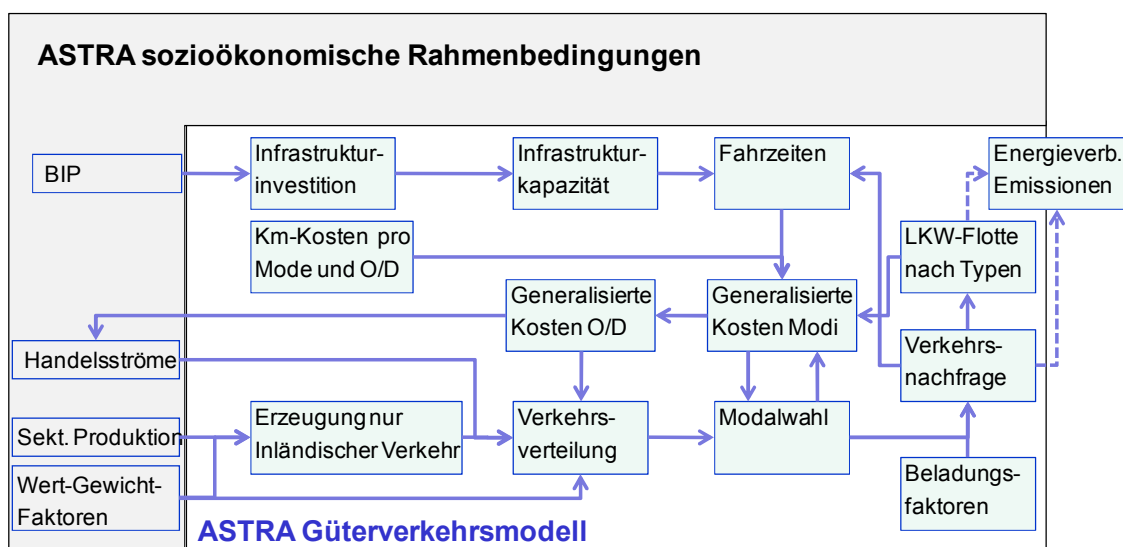 ASTRA sozioökonomische Rahmenbedingungen
BIP
Infrastruktur-
investition
Infrastruktur-
kapazität
Fahrzeiten
Energieverb.
Emissionen
Km-Kosten pro
Mode und O/D
LKW-Flotte
nach Typen
Generalisierte
Kosten O/D
Generalisierte
Kosten Modi
Handelsströme
Verkehrs-
nachfrage
Sekt. Produktion
Erzeugung nur
Inländischer Verkehr
Verkehrs-
verteilung
Modalwahl
Wert-Gewicht-
Faktoren
Beladungs-
faktoren
ASTRA Güterverkehrsmodell